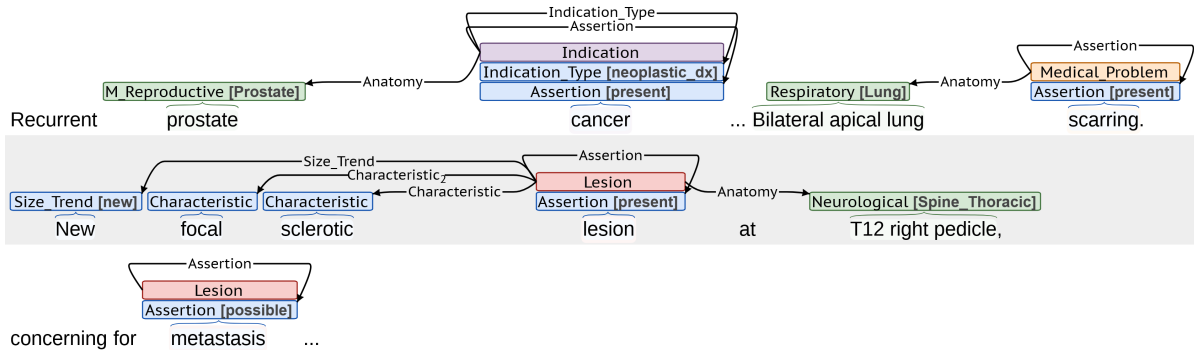 Indication_Type
Assertion
Indication Assertion
Anatomy Indication_Type [neoplastic_dx] Anatomy Medical_Problem
M_Reproductive [Prostate] Assertion [present] Respiratory [Lung] Assertion [present]
Recurrent prostate cancer ... Bilateral apical lung scarring.
Assertion
Size_Trend
Characteristic2 Lesion
Characteristic Anatomy
Size_Trend [new] Characteristic Characteristic Assertion [present] Neurological [Spine_Thoracic]
New focal sclerotic lesion at T12 right pedicle,
Assertion
Lesion
Assertion [possible]
concerning for metastasis ...